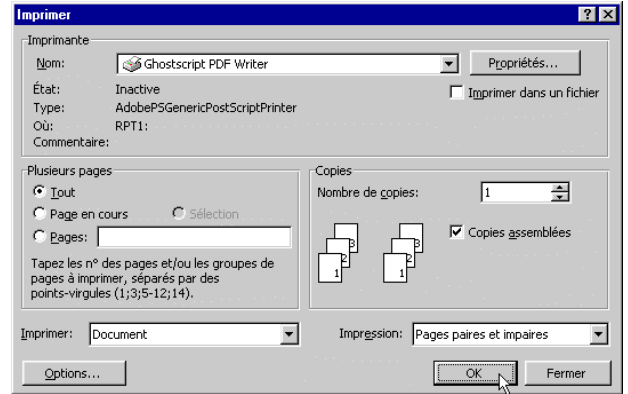 Imprimer
Imprimante
Nom: Ghostscript PDF Writer Propriétés...
État: Inactive Imprimer dans un fichier
Type: AdobePSGenericPostScriptPrinter
Où: RPT1:
Commentaire:
Plusieurs pages
Tout
Page en cours Sélection
Pages:
Tapez les n° des pages et/ou les groupes de
pages à imprimer, séparés par des
points-virgules (1;3;5-12;14).
Copies
Nombre de copies: 1
Copies assemblées
3 3
2 2
1 1
Imprimer: Document Impression: Pages paires et impaires
Options... OK Fermer